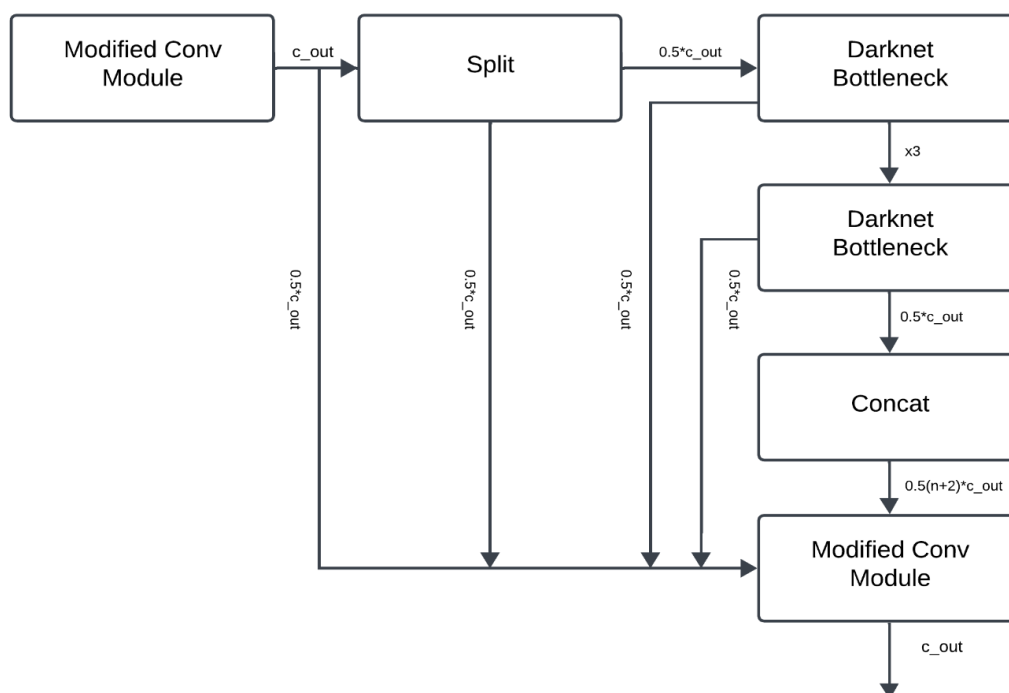 Modified Conv
Module
c_out
Split
0.5*c_out
Darknet
Bottleneck
x3
Darknet
Bottleneck
0.5*c_out
0.5*c_out
0.5*c_out
0.5*c_out
0.5*c_out
Concat
0.5(n+2)*c_out
Modified Conv
Module
c_out